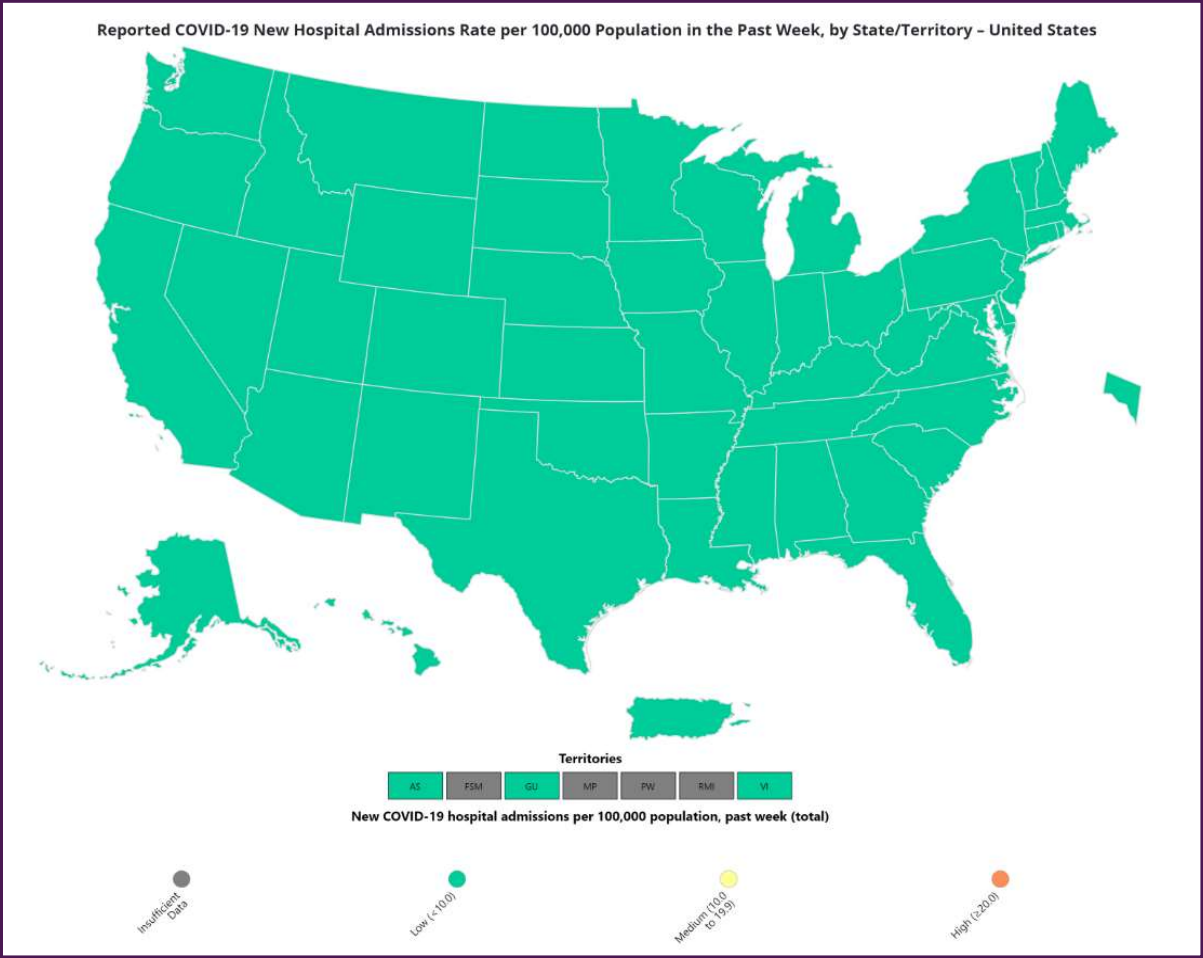 Reported COVID-19 New Hospital Admissions Rate per 100,000 Population in the Past Week, by State/Territory – United States
Territories
AS FSM GU MP PW RMI VI
New COVID-19 hospital admissions per 100,000 population, past week (total)
Insufficient
Data
Low (<10.0)
Medium (10.0
to 19.9)
High (≥20.0)